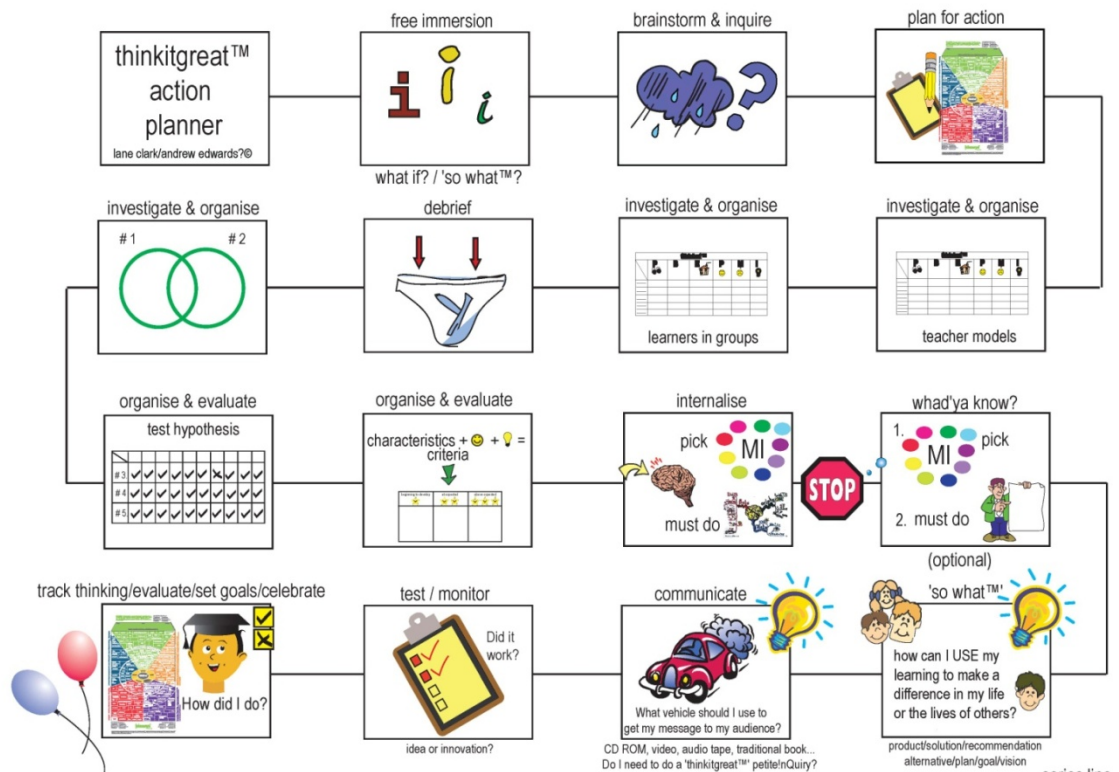 thinkitgreat™
action
planner
lane clark/andrew edwards?©
free immersion
what if? / 'so what™?
brainstorm & inquire
plan for action
investigate & organise
# 1
# 2
debrief
investigate & organise
P
M
I
learners in groups
investigate & organise
P
M
I
teacher models
organise & evaluate
test hypothesis
#3
#4
#5
organise & evaluate
characteristics + + =
criteria
internalise
pick
MI
must do
STOP
whad'ya know?
1.
pick
MI
2. must do
(optional)
track thinking/evaluate/set goals/celebrate
How did I do?
test / monitor
Did it
work?
idea or innovation?
communicate
What vehicle should I use to
get my message to my audience?
CD ROM, video, audio tape, traditional book...
Do I need to do a 'thinkitgreat™' petite!nQuiry?
'so what™'
how can I USE my
learning to make a
difference in my life
or the lives of others?
product/solution/recommendation
alternative/plan/goal/vision